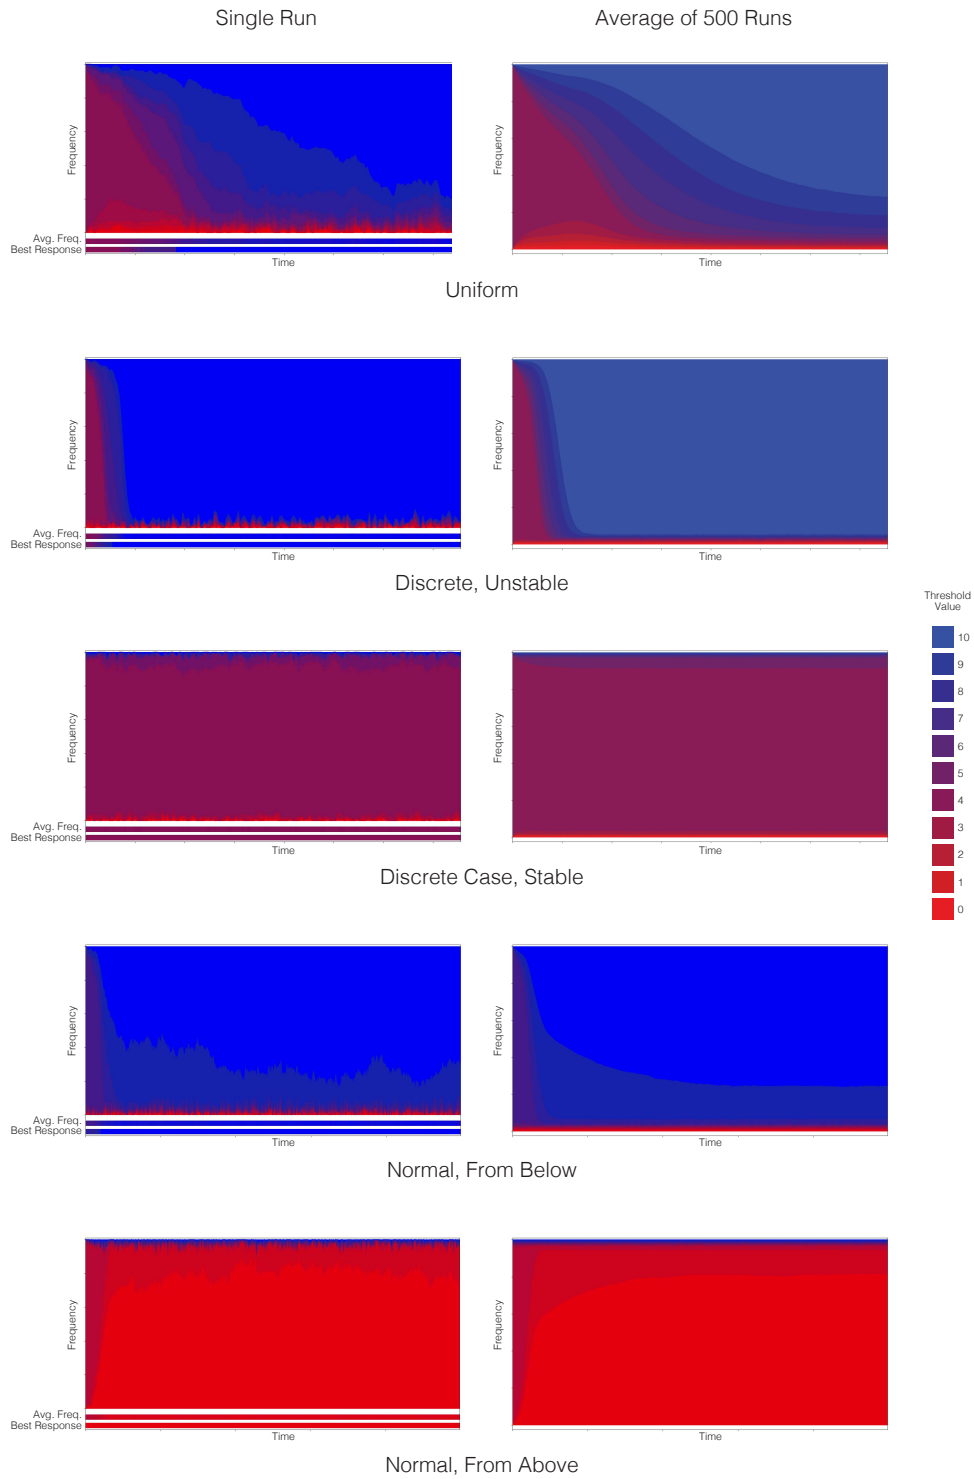 Single Run
Average of 500 Runs
Frequency
Avg. Freq.
Best Response
Time
Frequency
Time
Uniform
Frequency
Avg. Freq.
Best Response
Time
Frequency
Time
Discrete, Unstable
Frequency
Avg. Freq.
Best Response
Time
Frequency
Time
Discrete Case, Stable
Threshold
Value
10
9
8
7
6
5
4
3
2
1
0
Frequency
Avg. Freq.
Best Response
Time
Frequency
Time
Normal, From Below
Frequency
Avg. Freq.
Best Response
Time
Frequency
Time
Normal, From Above